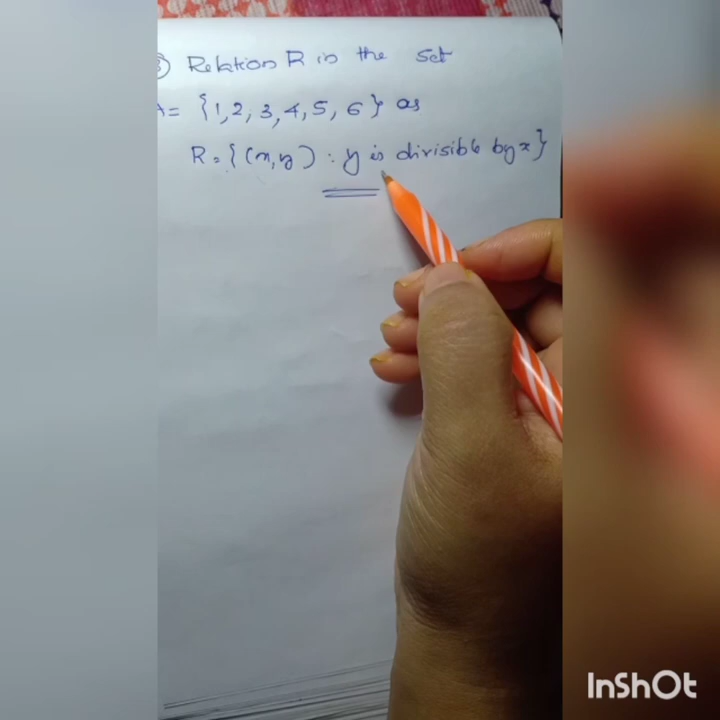 Relation R in the set
A= {1,2,3,4,5,6} as
R = {(x,y) : y is divisible by x}
InShOt